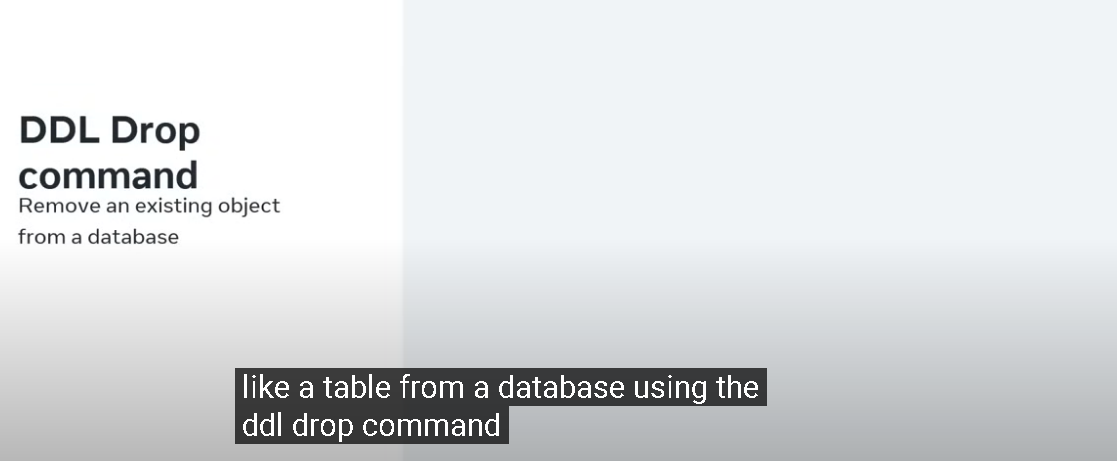 DDL Drop
command
Remove an existing object
from a database
like a table from a database using the
ddl drop command